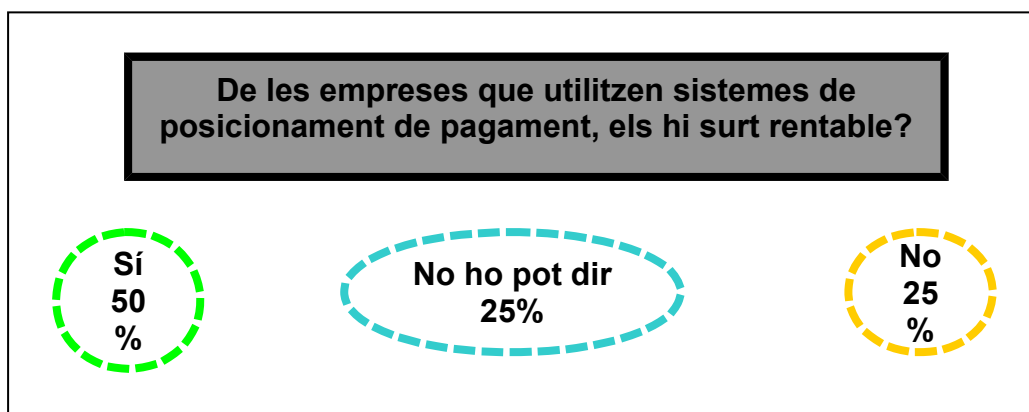 De les empreses que utilitzen sistemes de
posicionament de pagament, els hi surt rentable?
Sí
50
%
No ho pot dir
25%
No
25
%